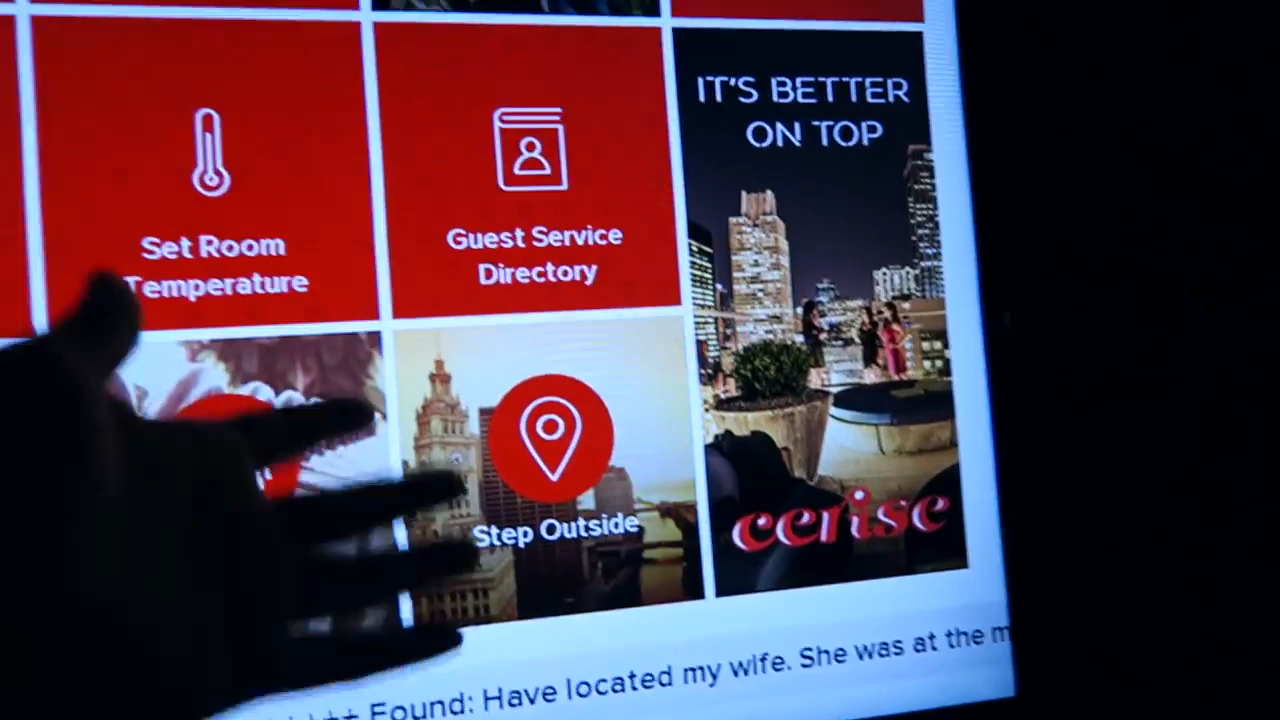 IT'S BETTER
ON TOP
Set Room
Temperature
Guest Service
Directory
Step Outside
cerise
Found: Have located my wife. She was at the m